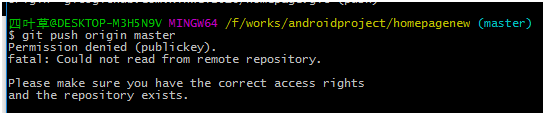 四叶草@DESKTOP-M3H5N9V MINGW64 /f/works/androidproject/homepagenew (master)
$ git push origin master
Permission denied (publickey).
fatal: Could not read from remote repository.
Please make sure you have the correct access rights
and the repository exists.